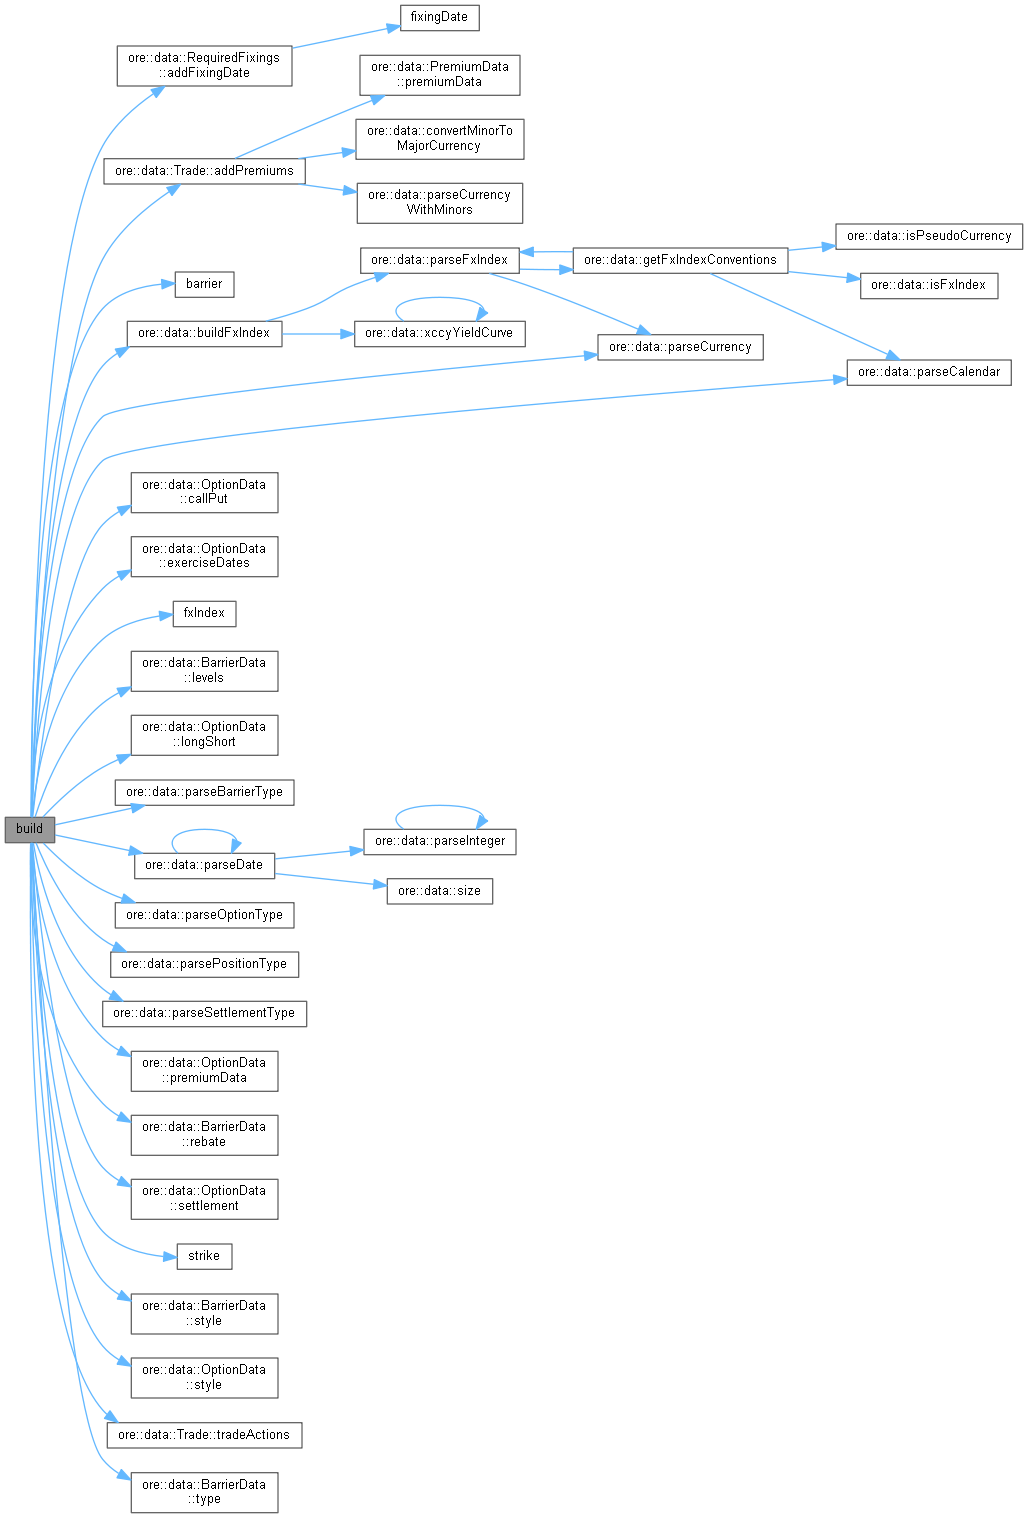 fixingDate
ore::data::RequiredFixings
::addFixingDate
ore::data::PremiumData
::premiumData
ore::data::convertMinorTo
MajorCurrency
ore::data::Trade::addPremiums
ore::data::parseCurrency
WithMinors
ore::data::isPseudoCurrency
ore::data::parseFxIndex
ore::data::getFxIndexConventions
barrier
ore::data::isFxIndex
ore::data::buildFxIndex
ore::data::xccyYieldCurve
ore::data::parseCurrency
ore::data::parseCalendar
ore::data::OptionData
::callPut
ore::data::OptionData
::exerciseDates
fxIndex
ore::data::BarrierData
::levels
ore::data::OptionData
::longShort
ore::data::parseBarrierType
build
ore::data::parseInteger
ore::data::parseDate
ore::data::size
ore::data::parseOptionType
ore::data::parsePositionType
ore::data::parseSettlementType
ore::data::OptionData
::premiumData
ore::data::BarrierData
::rebate
ore::data::OptionData
::settlement
strike
ore::data::BarrierData
::style
ore::data::OptionData
::style
ore::data::Trade::tradeActions
ore::data::BarrierData
::type